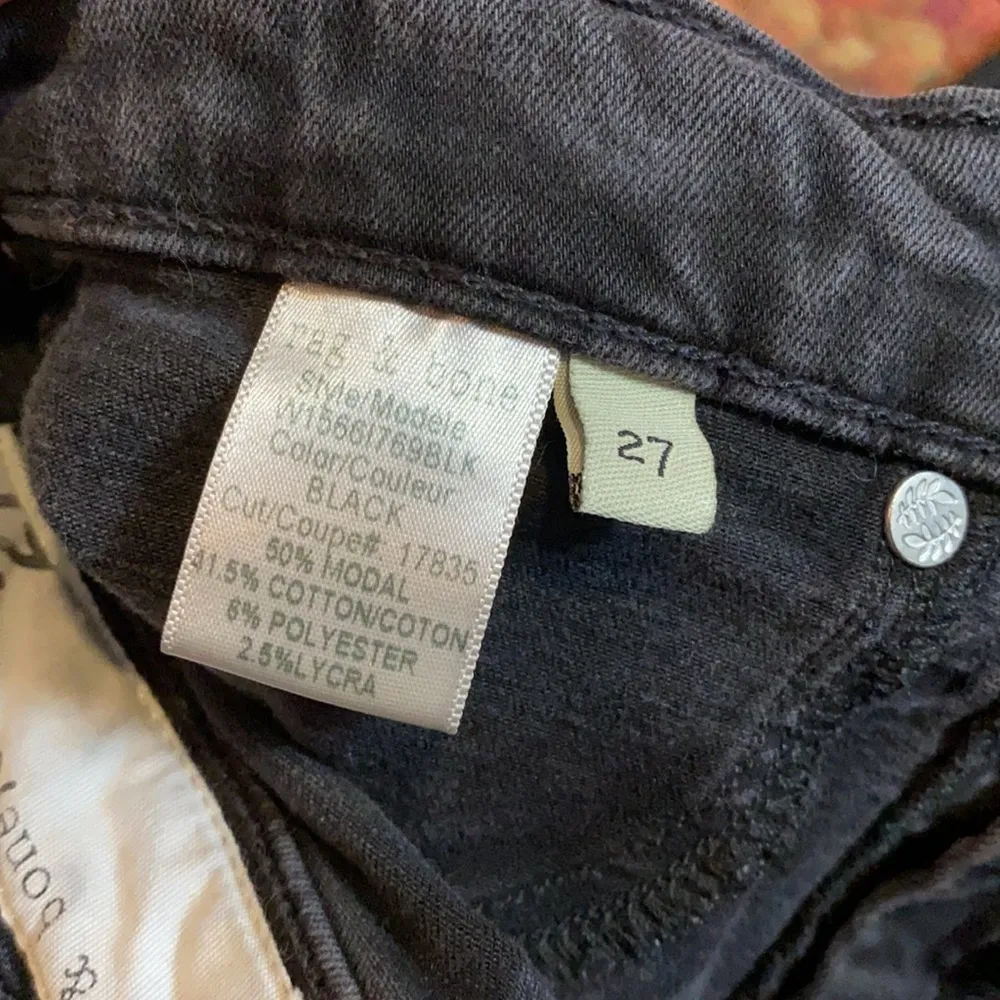 rag & bone
Style/Modele
W1566I769BLK
Color/Couleur
BLACK
Cut/Coupe# 17835
50% MODAL
41.5% COTTON/COTON
6% POLYESTER
2.5%LYCRA
27
& bone